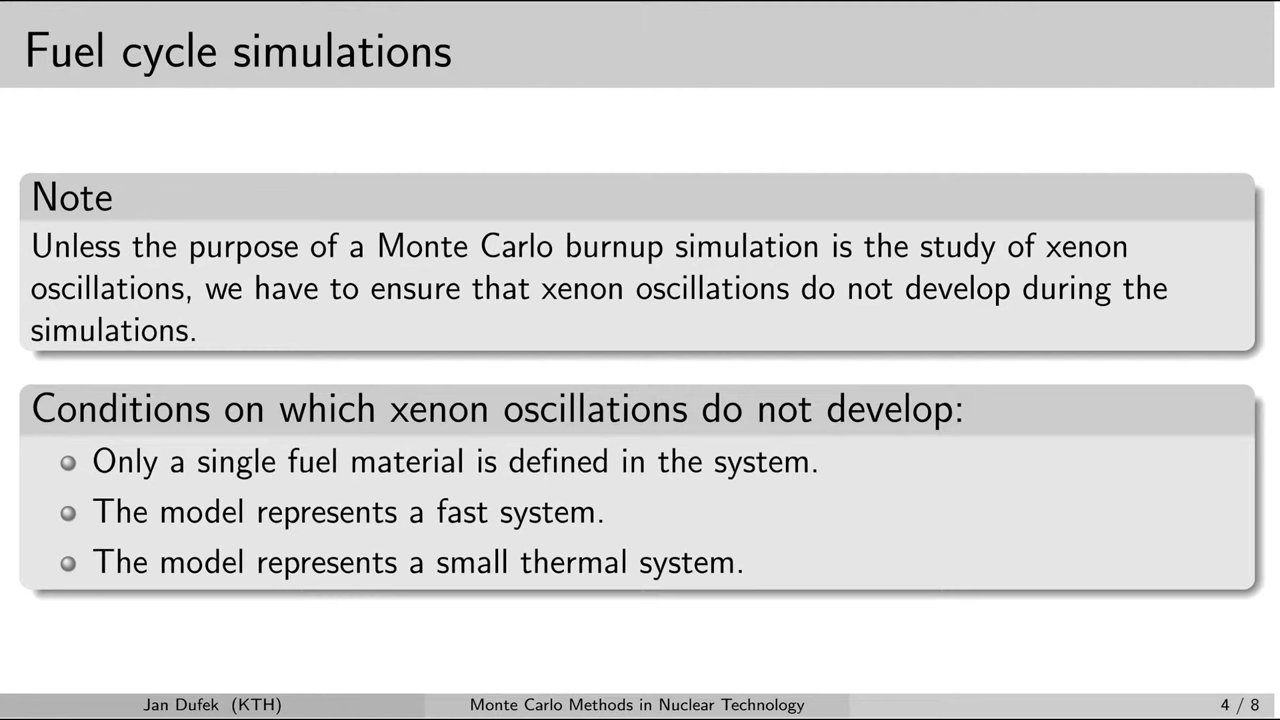 Fuel cycle simulations
Note
Unless the purpose of a Monte Carlo burnup simulation is the study of xenon
oscillations, we have to ensure that xenon oscillations do not develop during the
simulations.
Conditions on which xenon oscillations do not develop:
Only a single fuel material is defined in the system.
The model represents a fast system.
The model represents a small thermal system.
Jan Dufek (KTH)
Monte Carlo Methods in Nuclear Technology
4 / 8